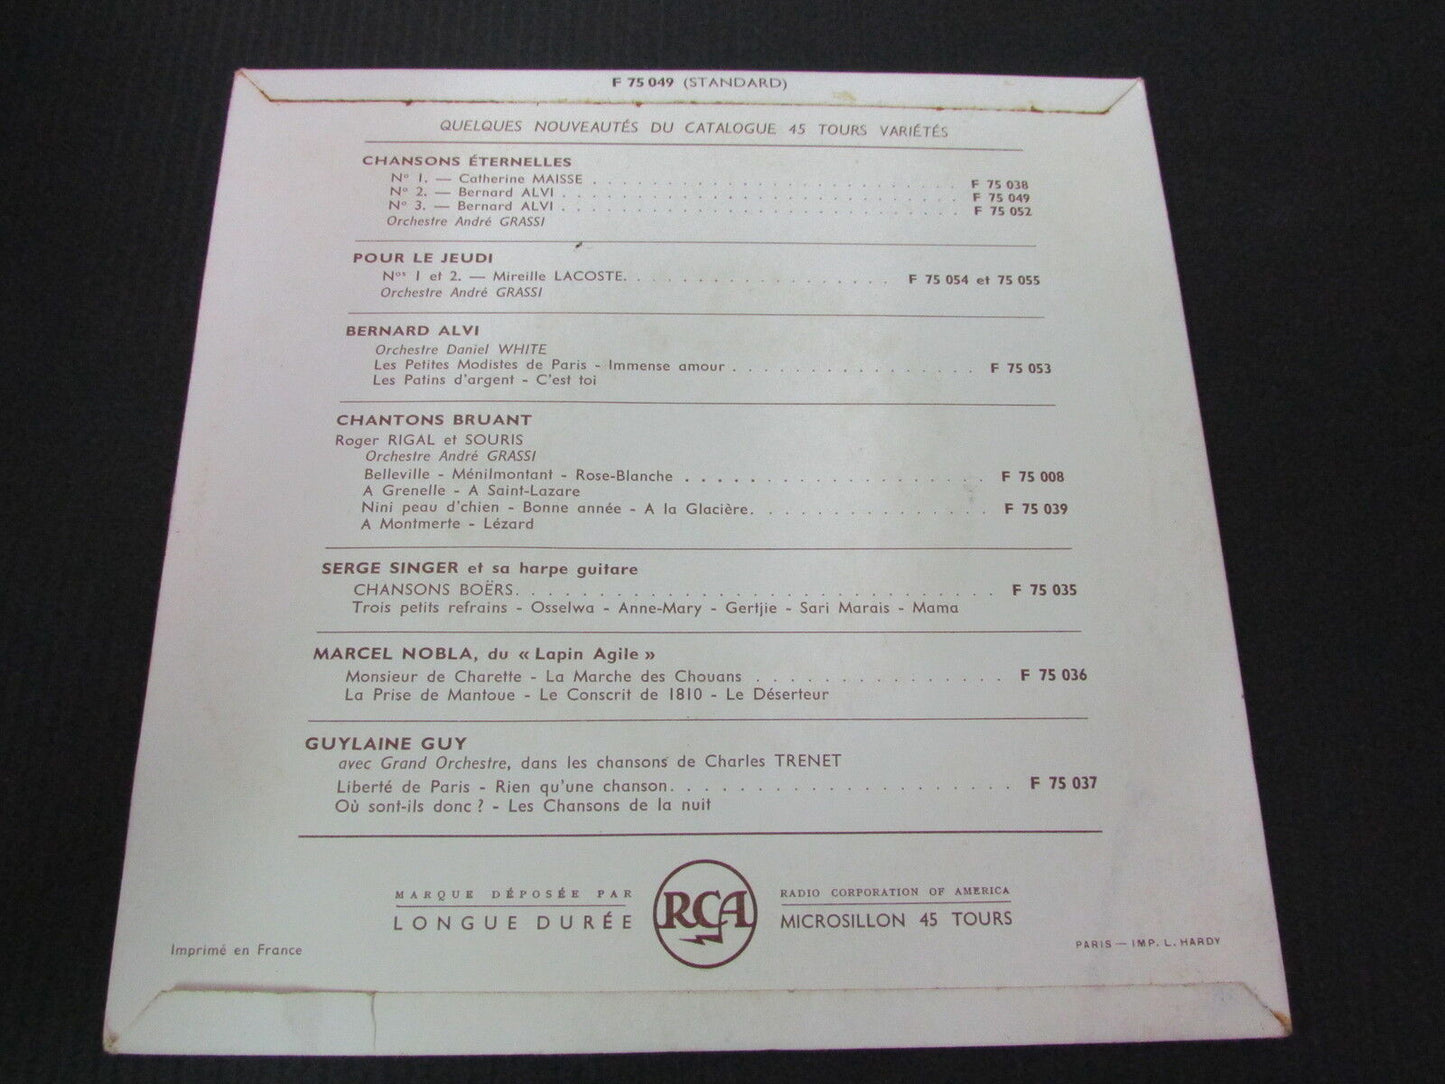 F 75 049 (STANDARD)
QUELQUES NOUVEAUTÉS DU CATALOGUE 45 TOURS VARIÉTÉS
CHANSONS ÉTERNELLES
Nº 1. — Catherine MAISSE . . . . . . . . . . . . . . . . . . . . F 75 038
Nº 2. — Bernard ALVI . . . . . . . . . . . . . . . . . . . . F 75 049
Nº 3. — Bernard ALVI . . . . . . . . . . . . . . . . . . . . F 75 052
Orchestre André GRASSI
POUR LE JEUDI
Nos 1 et 2. — Mireille LACOSTE. . . . . . . . . . . . . . . . F 75 054 et 75 055
Orchestre André GRASSI
BERNARD ALVI
Orchestre Daniel WHITE
Les Petites Modistes de Paris - Immense amour . . . . . . . . . . . . . . . F 75 053
Les Patins d'argent - C'est toi
CHANTONS BRUANT
Roger RIGAL et SOURIS
Orchestre André GRASSI
Belleville - Ménilmontant - Rose-Blanche . . . . . . . . . . . . . . . F 75 008
A Grenelle - A Saint-Lazare
Nini peau d'chien - Bonne année - A la Glacière. . . . . . . . . . . . F 75 039
A Montmerte - Lézard
SERGE SINGER et sa harpe guitare
CHANSONS BOËRS. . . . . . . . . . . . . . . . . . . . . . . . F 75 035
Trois petits refrains - Osselwa - Anne-Mary - Gertjie - Sari Marais - Mama
MARCEL NOBLA, du « Lapin Agile »
Monsieur de Charette - La Marche des Chouans . . . . . . . . . . . . . F 75 036
La Prise de Mantoue - Le Conscrit de 1810 - Le Déserteur
GUYLAINE GUY
avec Grand Orchestre, dans les chansons de Charles TRENET
Liberté de Paris - Rien qu'une chanson. . . . . . . . . . . . . . . . . F 75 037
Où sont-ils donc ? - Les Chansons de la nuit
MARQUE DÉPOSÉE PAR RCA RADIO CORPORATION OF AMERICA
LONGUE DURÉE MICROSILLON 45 TOURS
Imprimé en France PARIS — IMP. L. HARDY